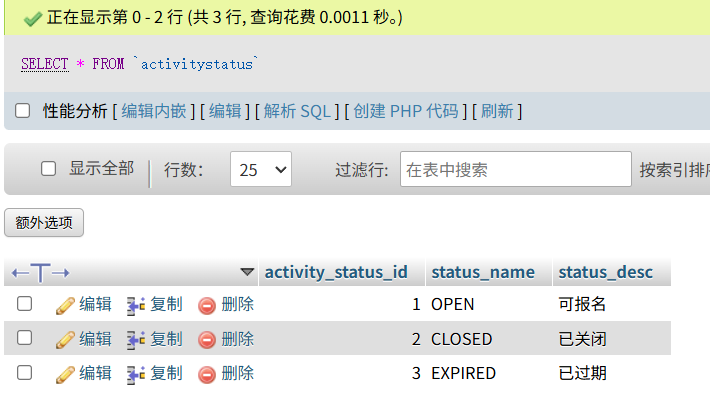 正在显示第 0 - 2 行 (共 3 行, 查询花费 0.0011 秒。)
SELECT * FROM `activitystatus`
性能分析 [ 编辑内嵌 ] [ 编辑 ] [ 解析 SQL ] [ 创建 PHP 代码 ] [ 刷新 ]
显示全部 行数： 25 过滤行: 在表中搜索 按索引排
额外选项
←T→ activity_status_id status_name status_desc
编辑 复制 删除 1 OPEN 可报名
编辑 复制 删除 2 CLOSED 已关闭
编辑 复制 删除 3 EXPIRED 已过期